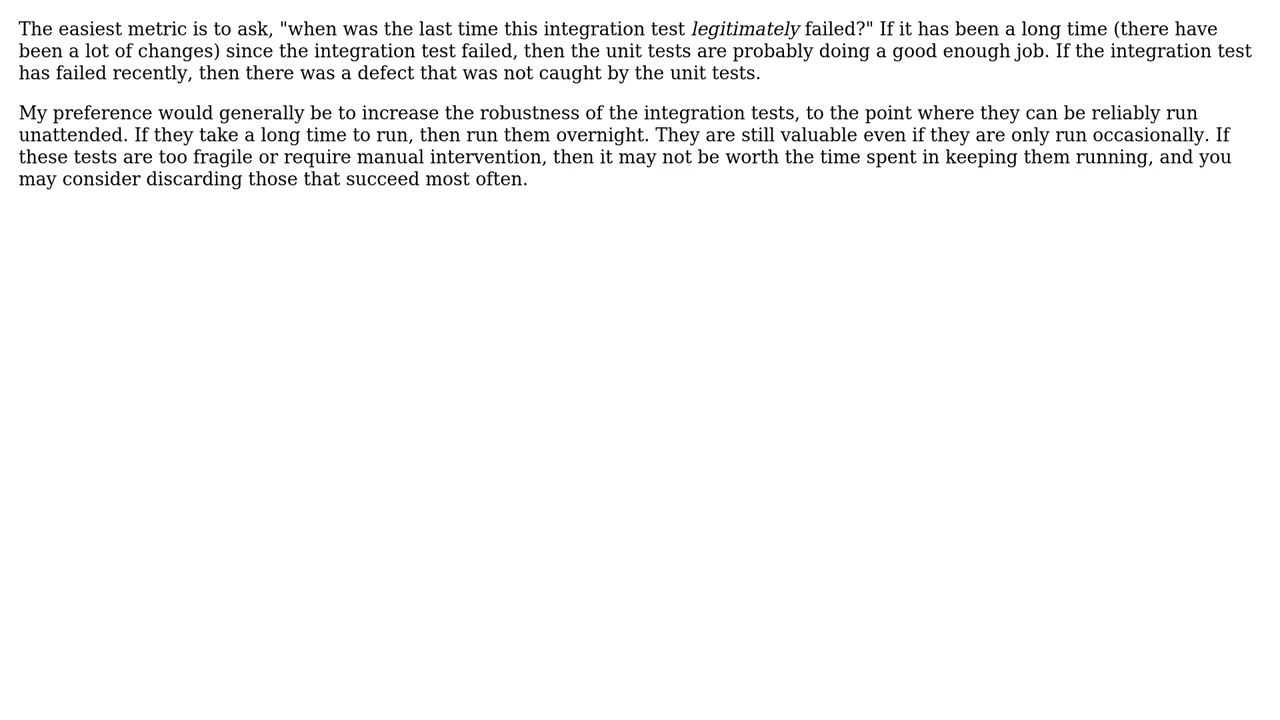 The easiest metric is to ask, "when was the last time this integration test legitimately failed?" If it has been a long time (there have
been a lot of changes) since the integration test failed, then the unit tests are probably doing a good enough job. If the integration test
has failed recently, then there was a defect that was not caught by the unit tests.
My preference would generally be to increase the robustness of the integration tests, to the point where they can be reliably run
unattended. If they take a long time to run, then run them overnight. They are still valuable even if they are only run occasionally. If
these tests are too fragile or require manual intervention, then it may not be worth the time spent in keeping them running, and you
may consider discarding those that succeed most often.